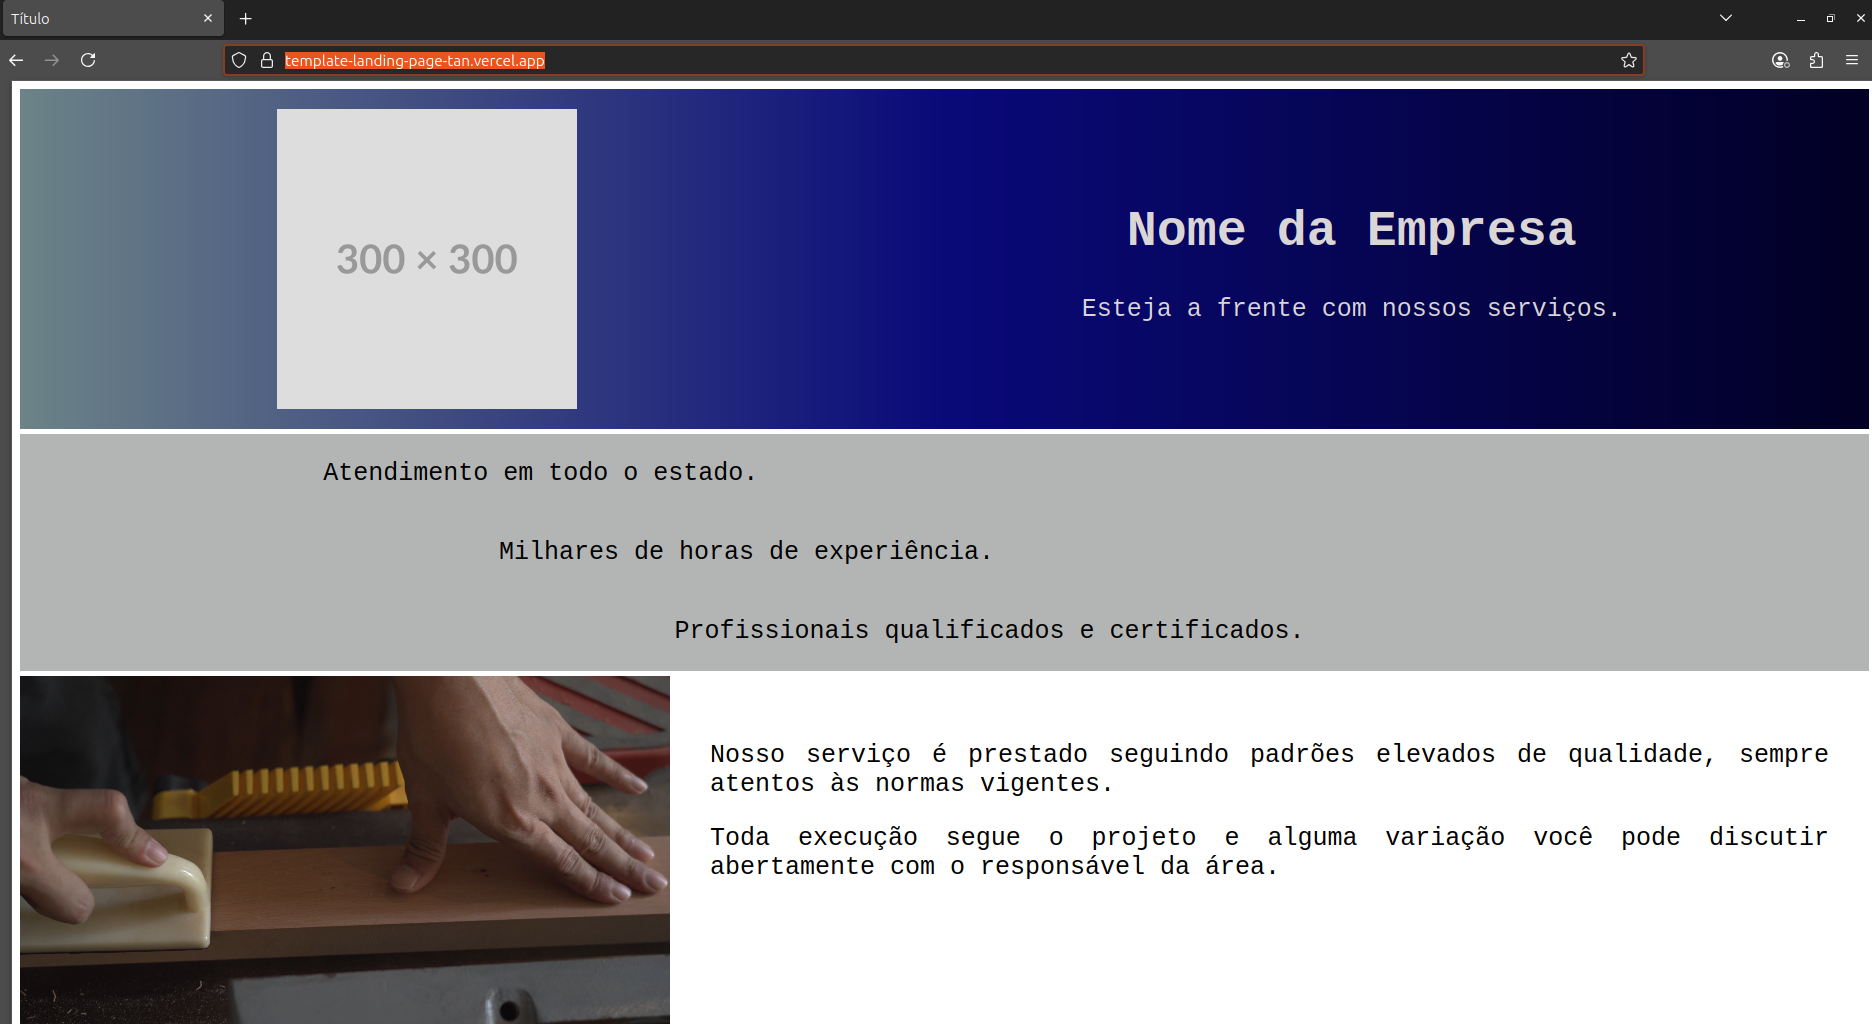 Título
template-landing-page-tan.vercel.app
300 × 300
Nome da Empresa
Esteja a frente com nossos serviços.
Atendimento em todo o estado.
Milhares de horas de experiência.
Profissionais qualificados e certificados.
Nosso serviço é prestado seguindo padrões elevados de qualidade, sempre
atentos às normas vigentes.
Toda execução segue o projeto e alguma variação você pode discutir
abertamente com o responsável da área.